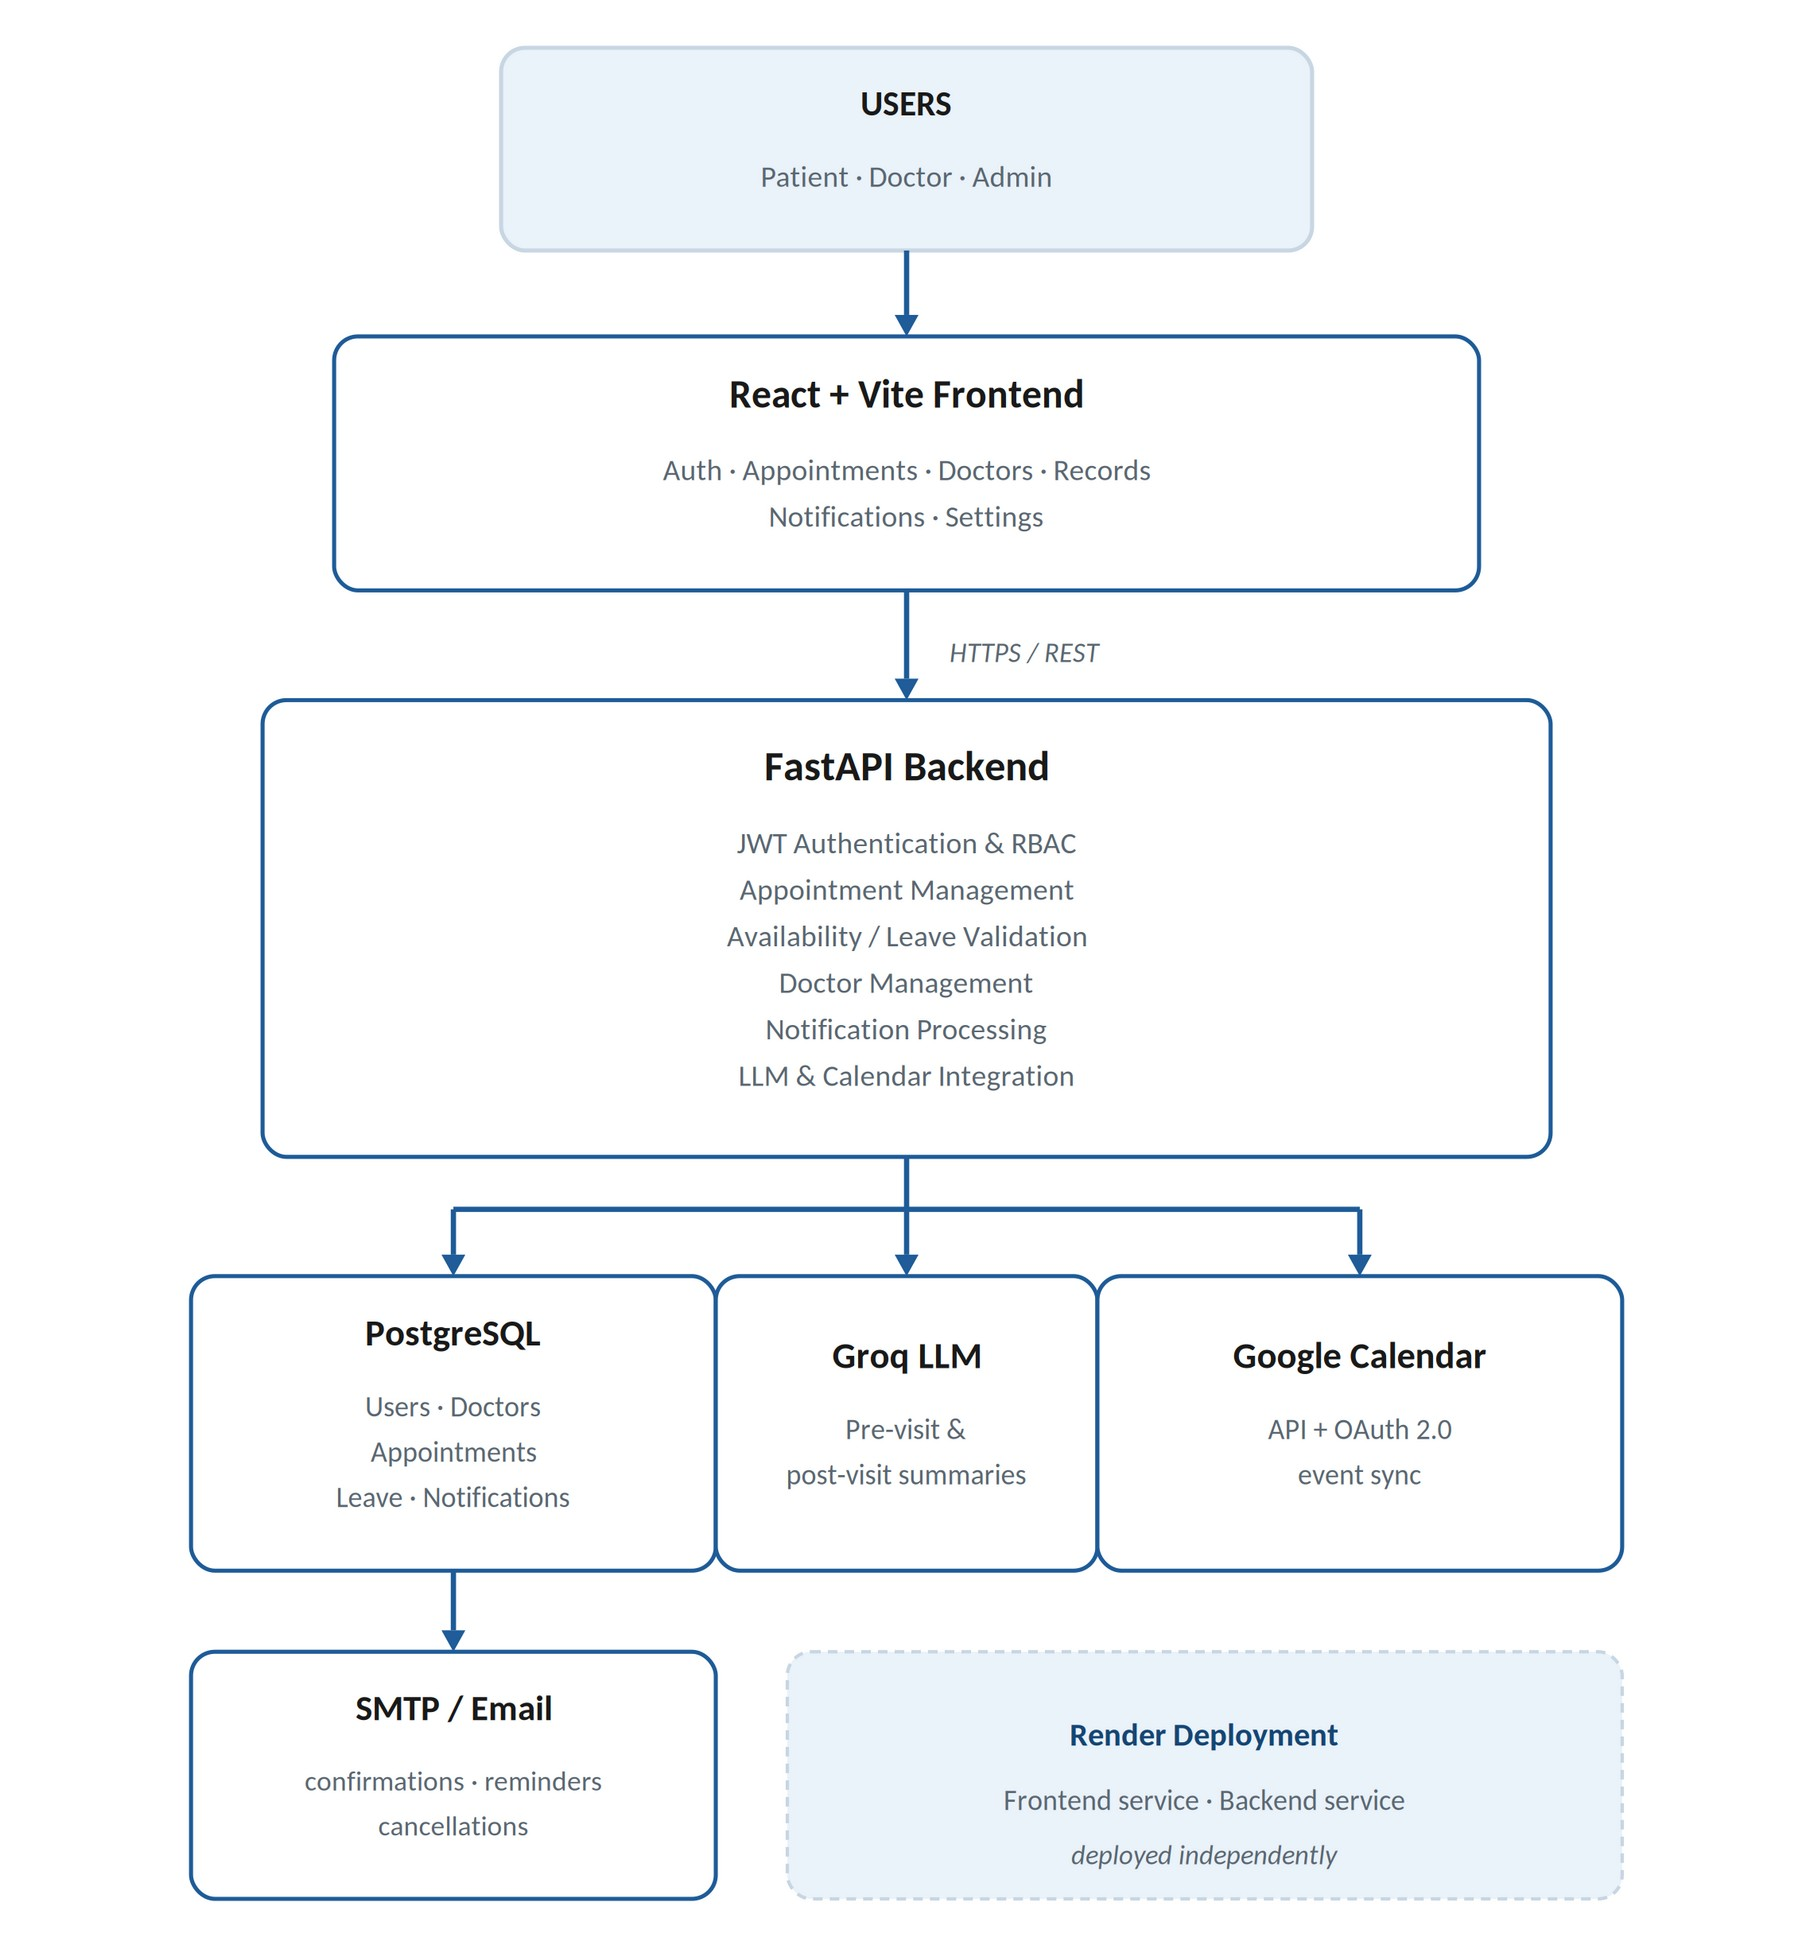 USERS
Patient · Doctor · Admin
React + Vite Frontend
Auth · Appointments · Doctors · Records
Notifications · Settings
HTTPS / REST
FastAPI Backend
JWT Authentication & RBAC
Appointment Management
Availability / Leave Validation
Doctor Management
Notification Processing
LLM & Calendar Integration
PostgreSQL
Users · Doctors
Appointments
Leave · Notifications
Groq LLM
Pre-visit &
post-visit summaries
Google Calendar
API + OAuth 2.0
event sync
SMTP / Email
confirmations · reminders
cancellations
Render Deployment
Frontend service · Backend service
deployed independently